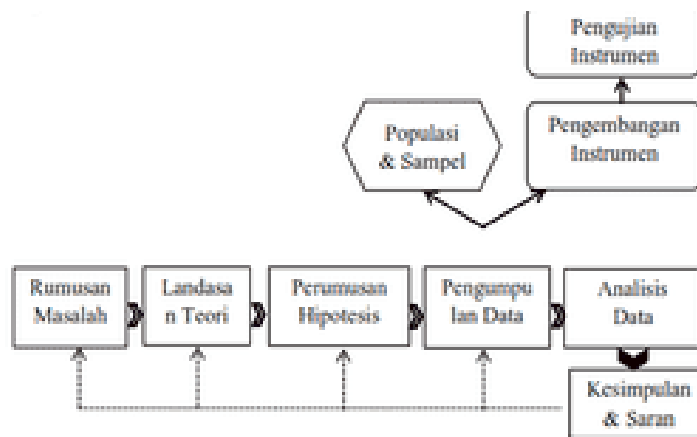 Pengujian
Instrumen
Populasi
& Sampel
Pengembangan
Instrumen
Rumusan
Masalah
Landasa
n Teori
Perumusan
Hipotesis
Pengumpu
lan Data
Analisis
Data
Kesimpulan
& Saran